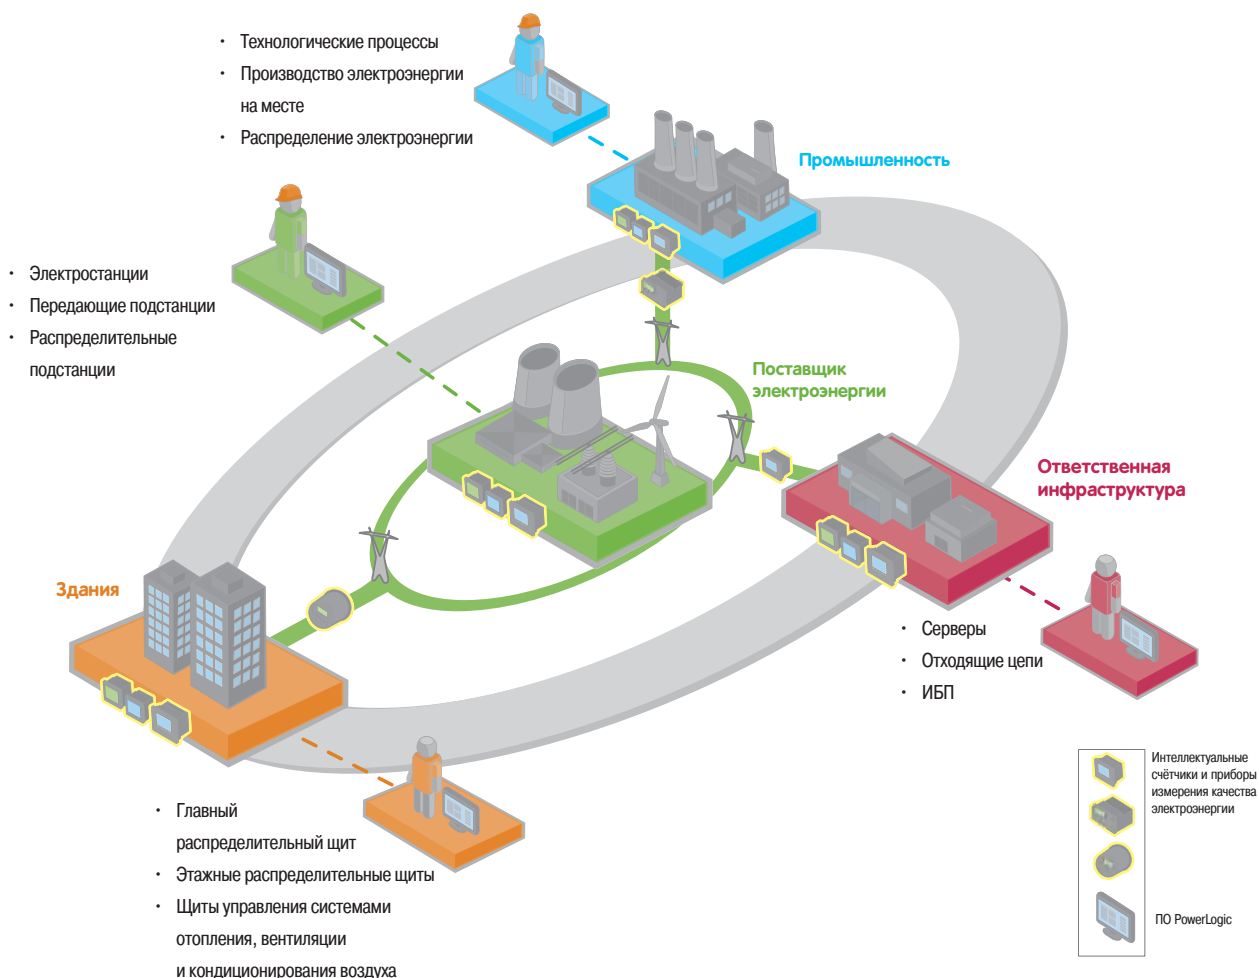 · Технологические процессы
· Производство электроэнергии
на месте
· Распределение электроэнергии
Промышленность
· Электростанции
· Передающие подстанции
· Распределительные
подстанции
Поставщик
электроэнергии
Ответственная
инфраструктура
Здания
· Серверы
· Отходящие цепи
· ИБП
· Главный
распределительный щит
· Этажные распределительные щиты
· Щиты управления системами
отопления, вентиляции
и кондиционирования воздуха
Интеллектуальные
счётчики и приборы
измерения качества
электроэнергии
ПО PowerLogic